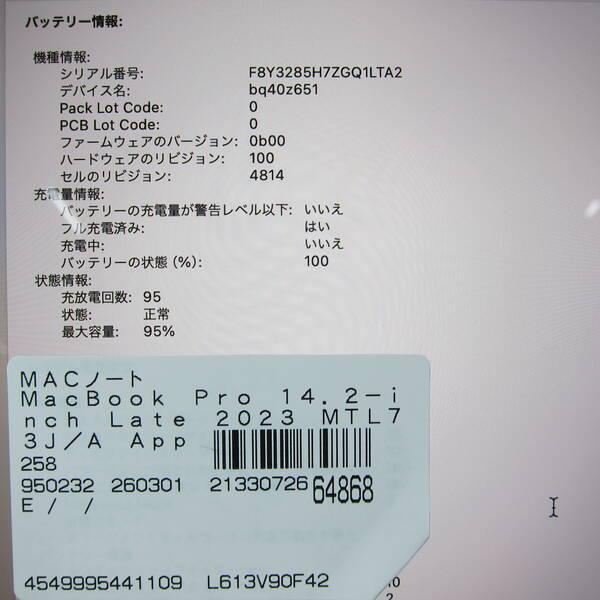 バッテリー情報:
機種情報:
シリアル番号: F8Y3285H7ZGQ1LTA2
デバイス名: bq40z651
Pack Lot Code: 0
PCB Lot Code: 0
ファームウェアのバージョン: 0b00
ハードウェアのリビジョン: 100
セルのリビジョン: 4814
充電量情報:
バッテリーの充電量が警告レベル以下: いいえ
フル充電済み: はい
充電中: いいえ
バッテリーの状態 (%): 100
状態情報:
充放電回数: 95
状態: 正常
最大容量: 95%
MACノート
MacBook Pro 14.2-i
nch Late 2023 MTL7
3J/A App
258
950232 260301 21330726 64868
E / /
4549995441109 L613V90F42